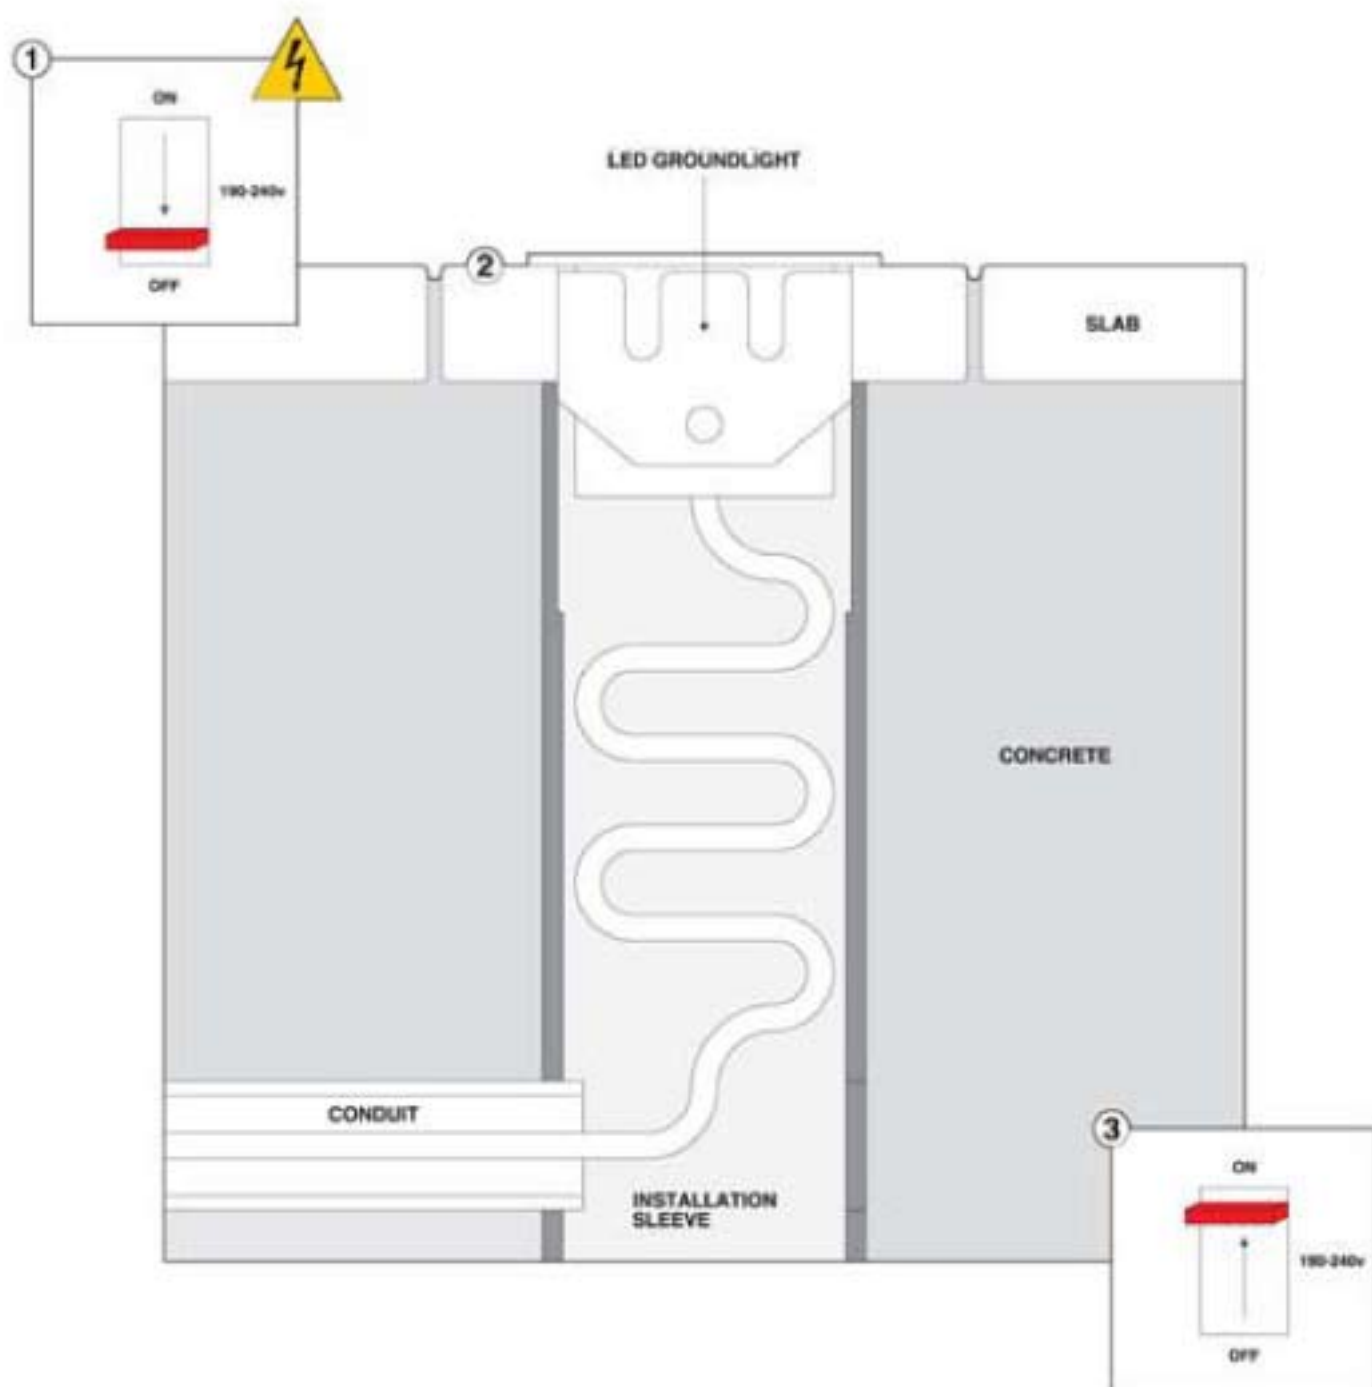 1
ON
190-240v
OFF
LED GROUNDLIGHT
2
SLAB
CONCRETE
CONDUIT
INSTALLATION
SLEEVE
3
ON
190-240v
OFF